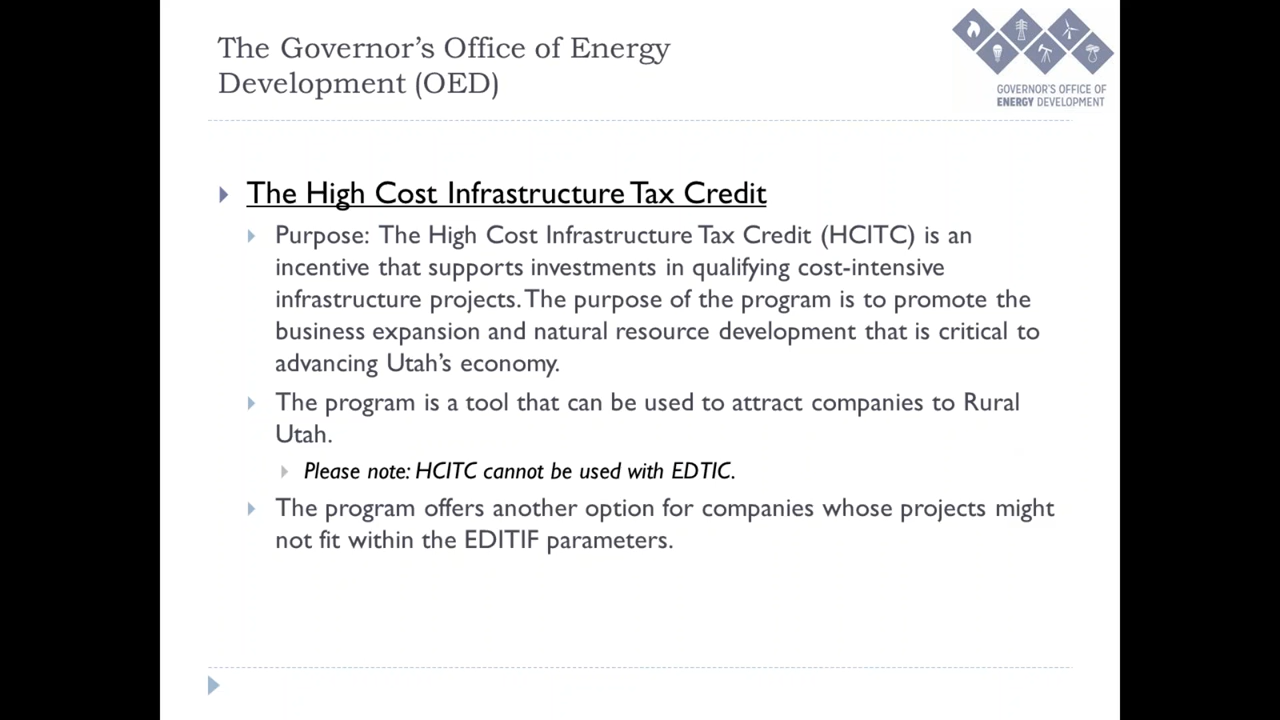 The Governor's Office of Energy
Development (OED)
GOVERNOR'S OFFICE OF
ENERGY DEVELOPMENT
The High Cost Infrastructure Tax Credit
Purpose: The High Cost Infrastructure Tax Credit (HCITC) is an
incentive that supports investments in qualifying cost-intensive
infrastructure projects. The purpose of the program is to promote the
business expansion and natural resource development that is critical to
advancing Utah's economy.
The program is a tool that can be used to attract companies to Rural
Utah.
Please note: HCITC cannot be used with EDTIC.
The program offers another option for companies whose projects might
not fit within the EDITIF parameters.